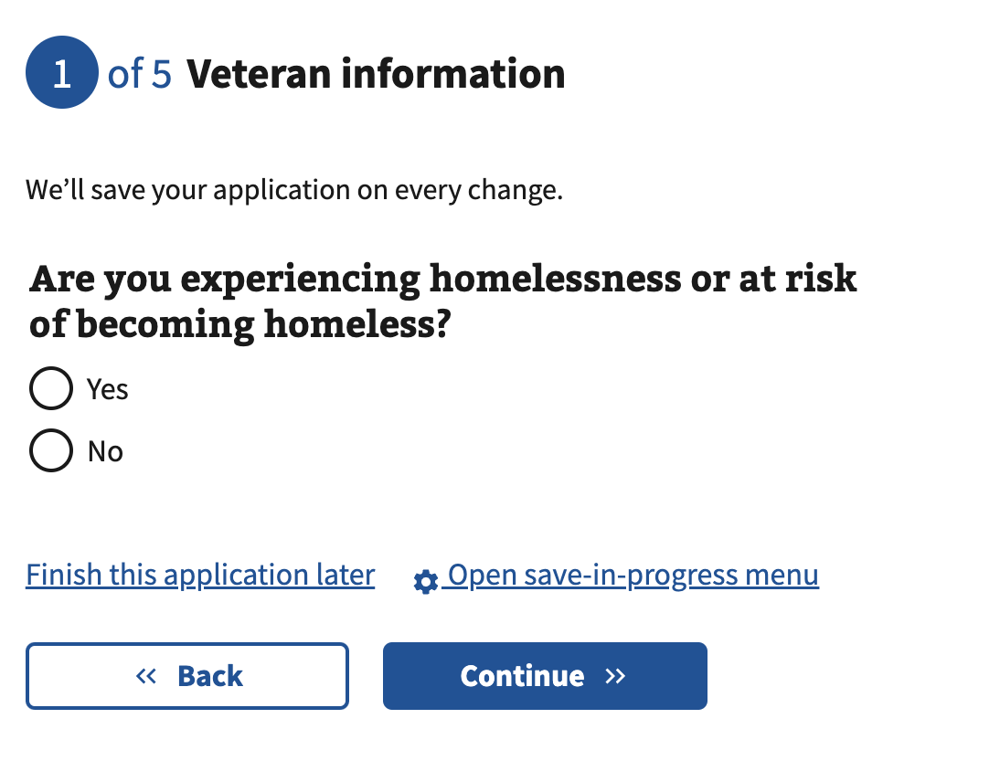 1 of 5 Veteran information
We’ll save your application on every change.
Are you experiencing homelessness or at risk
of becoming homeless?
Yes
No
Finish this application later Open save-in-progress menu
Back Continue